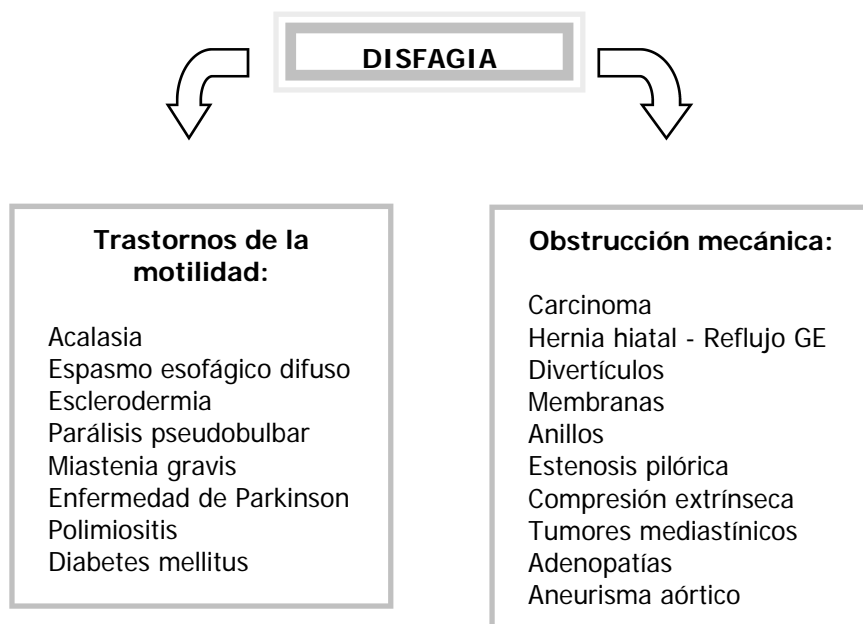 DISFAGIA
Trastornos de la
motilidad:
Acalasia
Espasmo esofágico difuso
Esclerodermia
Parálisis pseudobulbar
Miastenia gravis
Enfermedad de Parkinson
Polimiositis
Diabetes mellitus
Obstrucción mecánica:
Carcinoma
Hernia hiatal - Reflujo GE
Divertículos
Membranas
Anillos
Estenosis pilórica
Compresión extrínseca
Tumores mediastínicos
Adenopatías
Aneurisma aórtico